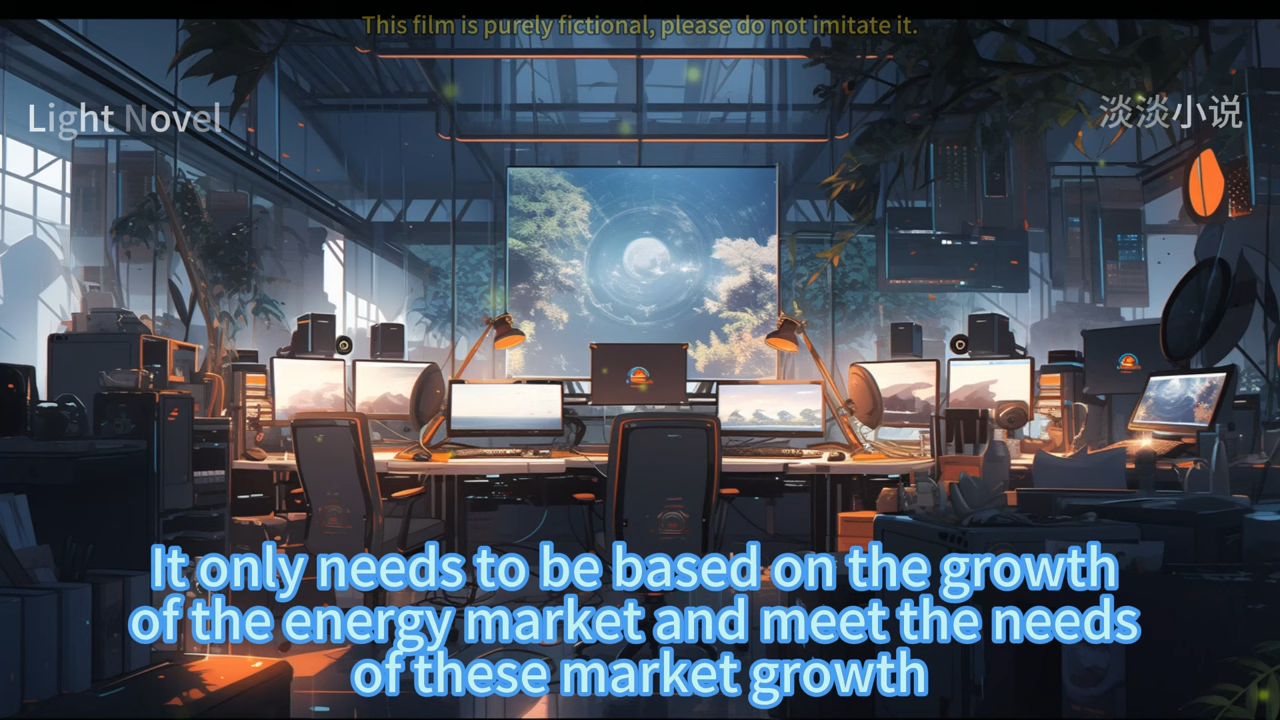 This film is purely fictional, please do not imitate it.
Light Novel
淡淡小说
It only needs to be based on the growth
of the energy market and meet the needs
of these market growth